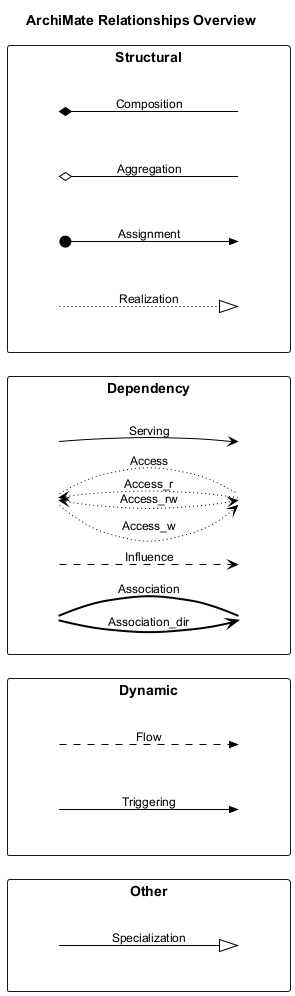 ArchiMate Relationships Overview
Structural
Composition
Aggregation
Assignment
Realization
Dependency
Serving
Access
Access_r
Access_rw
Access_w
Influence
Association
Association_dir
Dynamic
Flow
Triggering
Other
Specialization